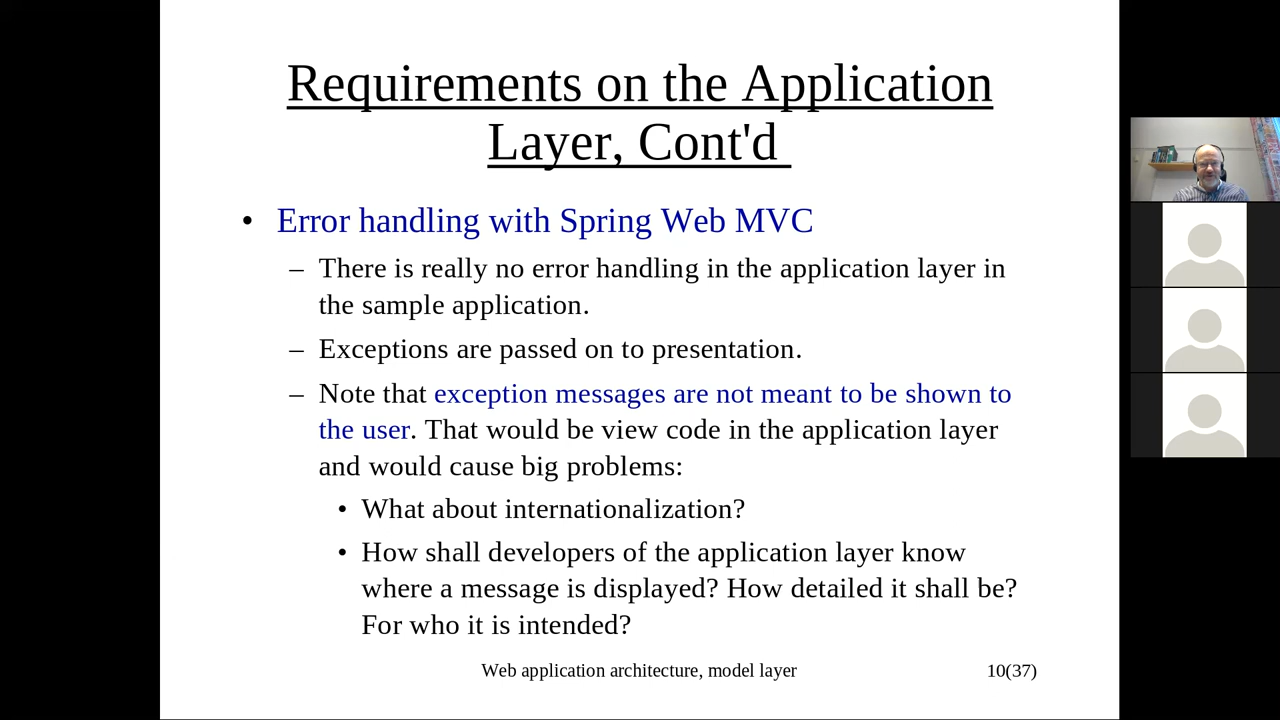 Requirements on the Application
Layer, Cont'd
• Error handling with Spring Web MVC
– There is really no error handling in the application layer in
the sample application.
– Exceptions are passed on to presentation.
– Note that exception messages are not meant to be shown to
the user. That would be view code in the application layer
and would cause big problems:
• What about internationalization?
• How shall developers of the application layer know
where a message is displayed? How detailed it shall be?
For who it is intended?
Web application architecture, model layer
10(37)